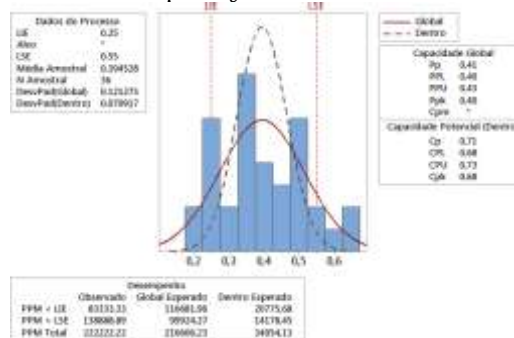 LIE
LSE
Dados do Processo
LIE 0,25
Alvo *
LSE 0,55
Média Amostral 0,394528
N Amostral 36
DesvPad(Global) 0,121275
DesvPad(Dentro) 0,070917
Global
Dentro
Capacidade Global
Pp 0,41
PPL 0,40
PPU 0,43
Ppk 0,40
Cpm *
Capacidade Potencial (Dentro)
Cp 0,71
CPL 0,68
CPU 0,73
Cpk 0,68
0,2 0,3 0,4 0,5 0,6
Desempenho
Observado Global Esperado Dentro Esperado
PPM < LIE 83333,33 116681,96 20775,68
PPM > LSE 138888,89 99924,27 14178,45
PPM Total 222222,22 216606,23 34954,13